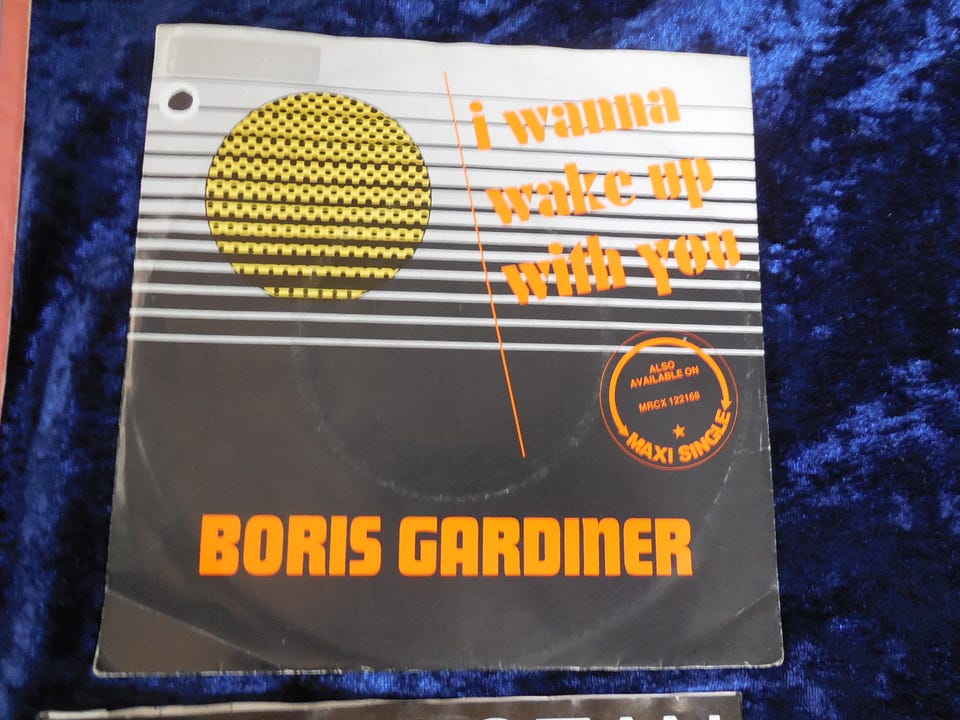 i wanna
wake up
with you
ALSO
AVAILABLE ON
MRCX 122168
MAXI SINGLE
BORIS GARDINER